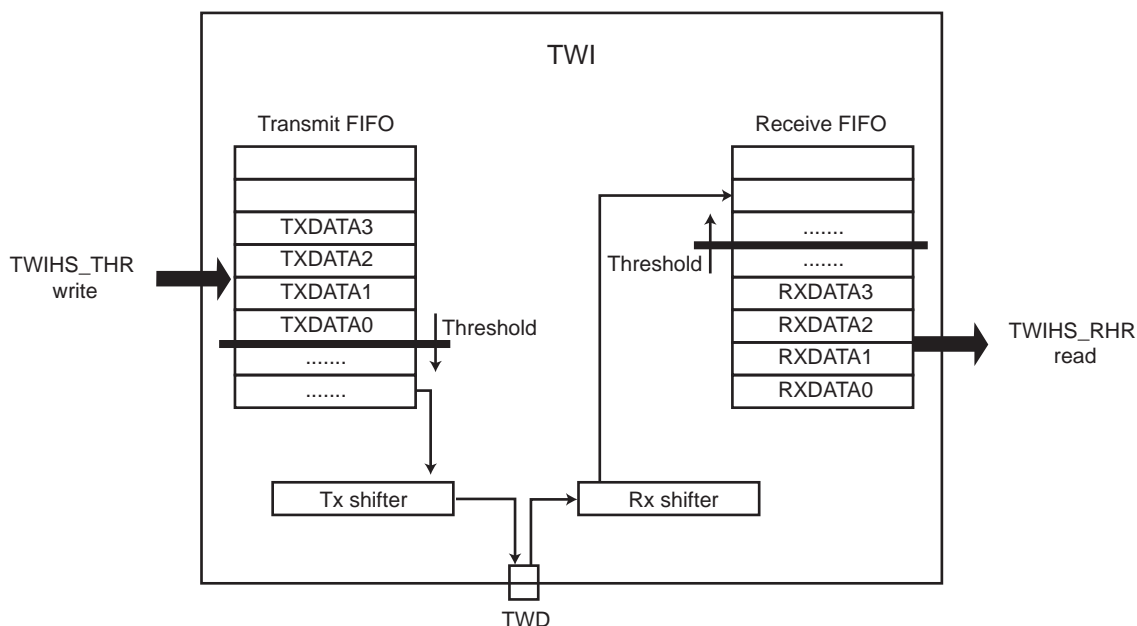 TWI
Transmit FIFO
TXDATA3
TXDATA2
TXDATA1
TXDATA0
.......
.......
Threshold
TWIHS_THR
write
Receive FIFO
.......
.......
RXDATA3
RXDATA2
RXDATA1
RXDATA0
Threshold
TWIHS_RHR
read
Tx shifter
Rx shifter
TWD